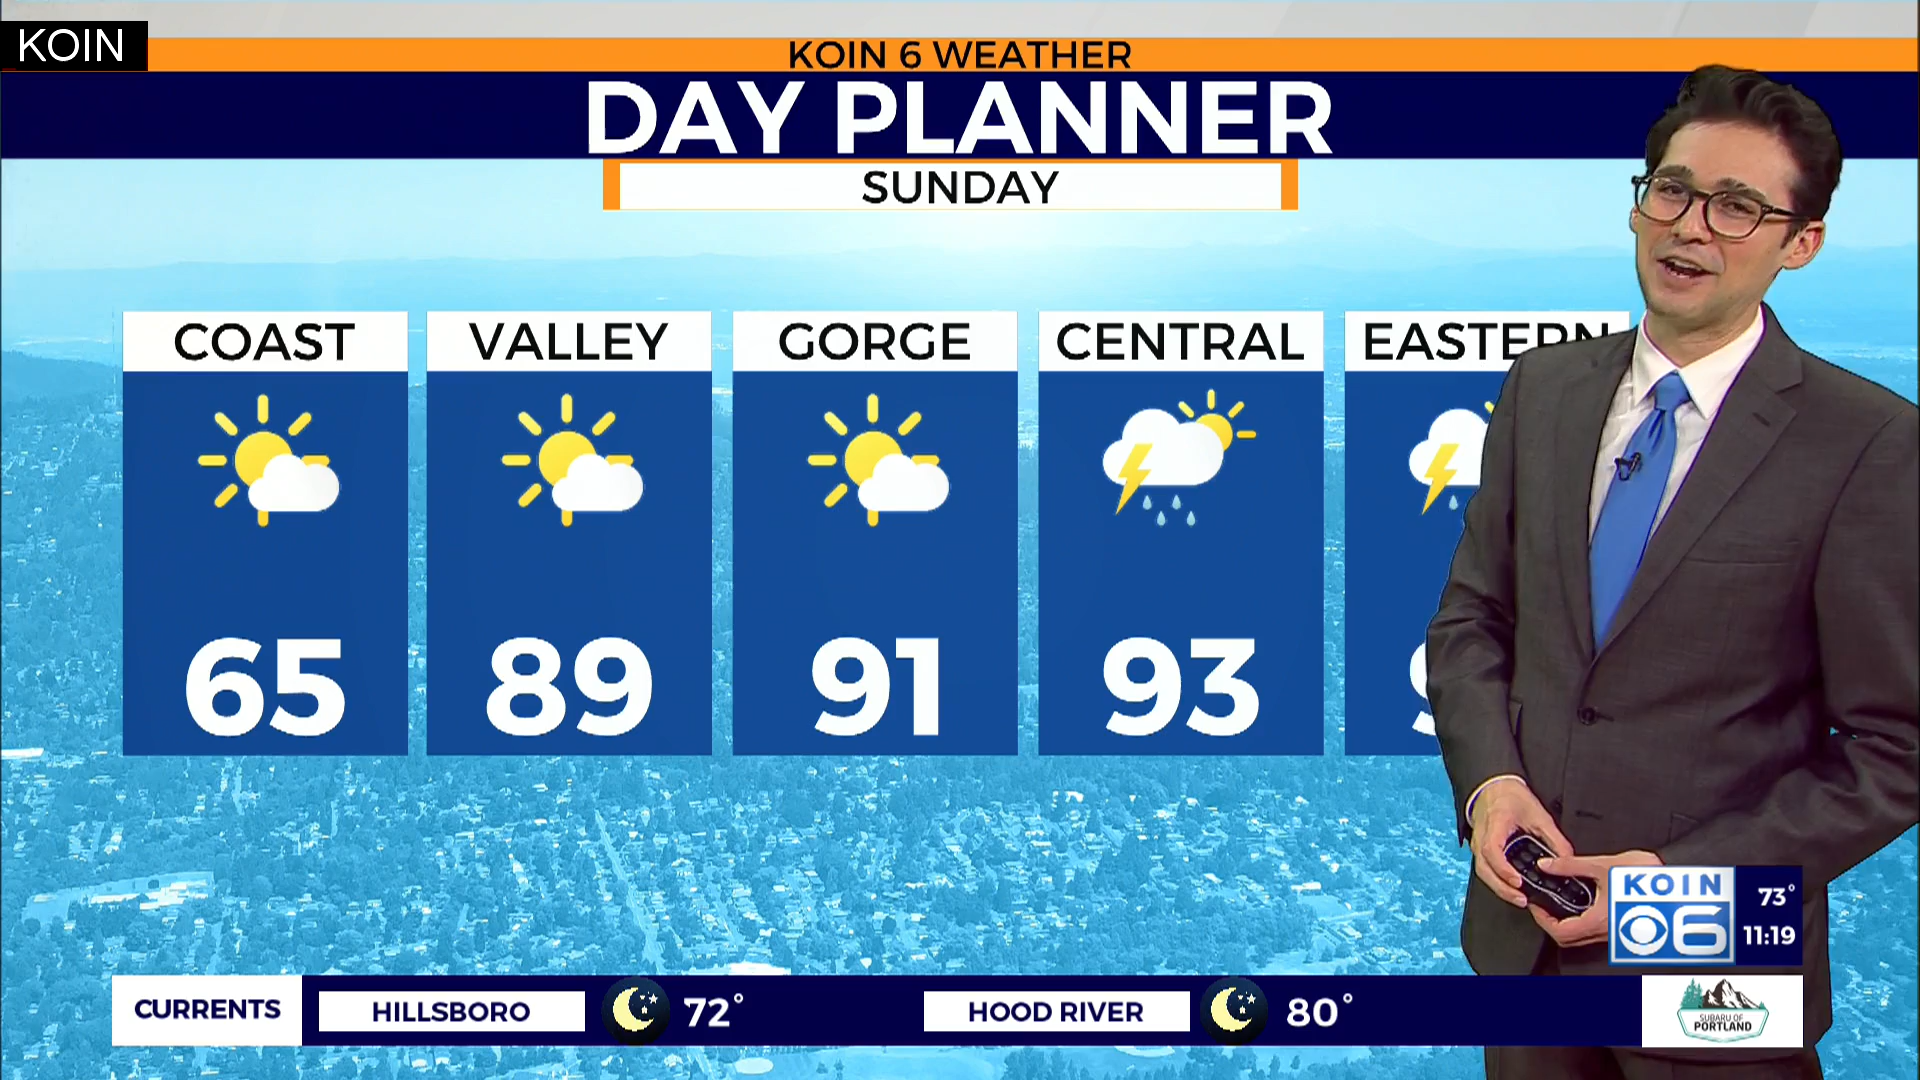 KOIN
KOIN 6 WEATHER
DAY PLANNER
SUNDAY
COAST
VALLEY
GORGE
CENTRAL
EASTERN
65
89
91
93
KOIN
6
73°
11:19
CURRENTS
HILLSBORO
72°
HOOD RIVER
80°
SUBARU OF
PORTLAND